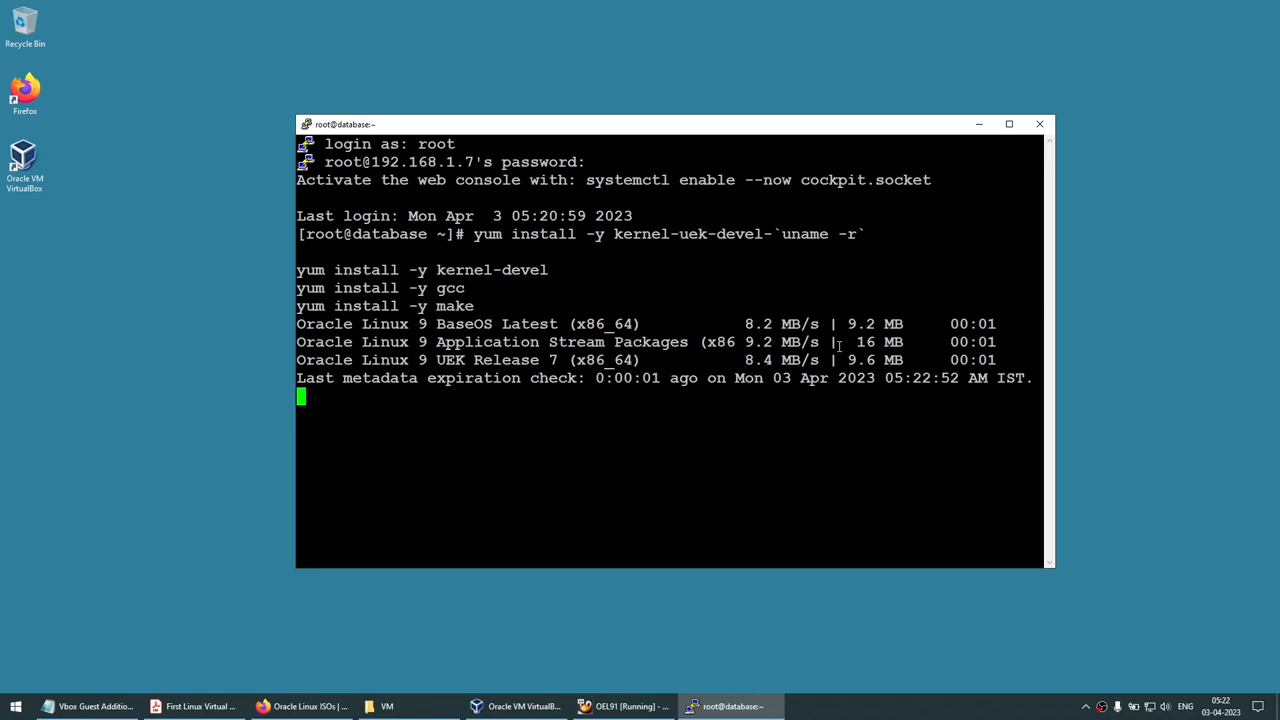 Recycle Bin
Firefox
Oracle VM
VirtualBox
root@database:~
login as: root
root@192.168.1.7's password:
Activate the web console with: systemctl enable --now cockpit.socket
Last login: Mon Apr  3 05:20:59 2023
[root@database ~]# yum install -y kernel-uek-devel-`uname -r`
yum install -y kernel-devel
yum install -y gcc
yum install -y make
Oracle Linux 9 BaseOS Latest (x86_64)           8.2 MB/s | 9.2 MB     00:01
Oracle Linux 9 Application Stream Packages (x86 9.2 MB/s |  16 MB     00:01
Oracle Linux 9 UEK Release 7 (x86_64)           8.4 MB/s | 9.6 MB     00:01
Last metadata expiration check: 0:00:01 ago on Mon 03 Apr 2023 05:22:52 AM IST.
Vbox Guest Additio...
First Linux Virtual ...
Oracle Linux ISOs | ...
VM
Oracle VM VirtualB...
OEL91 [Running] - ...
root@database:~
ENG
05:22
03-04-2023